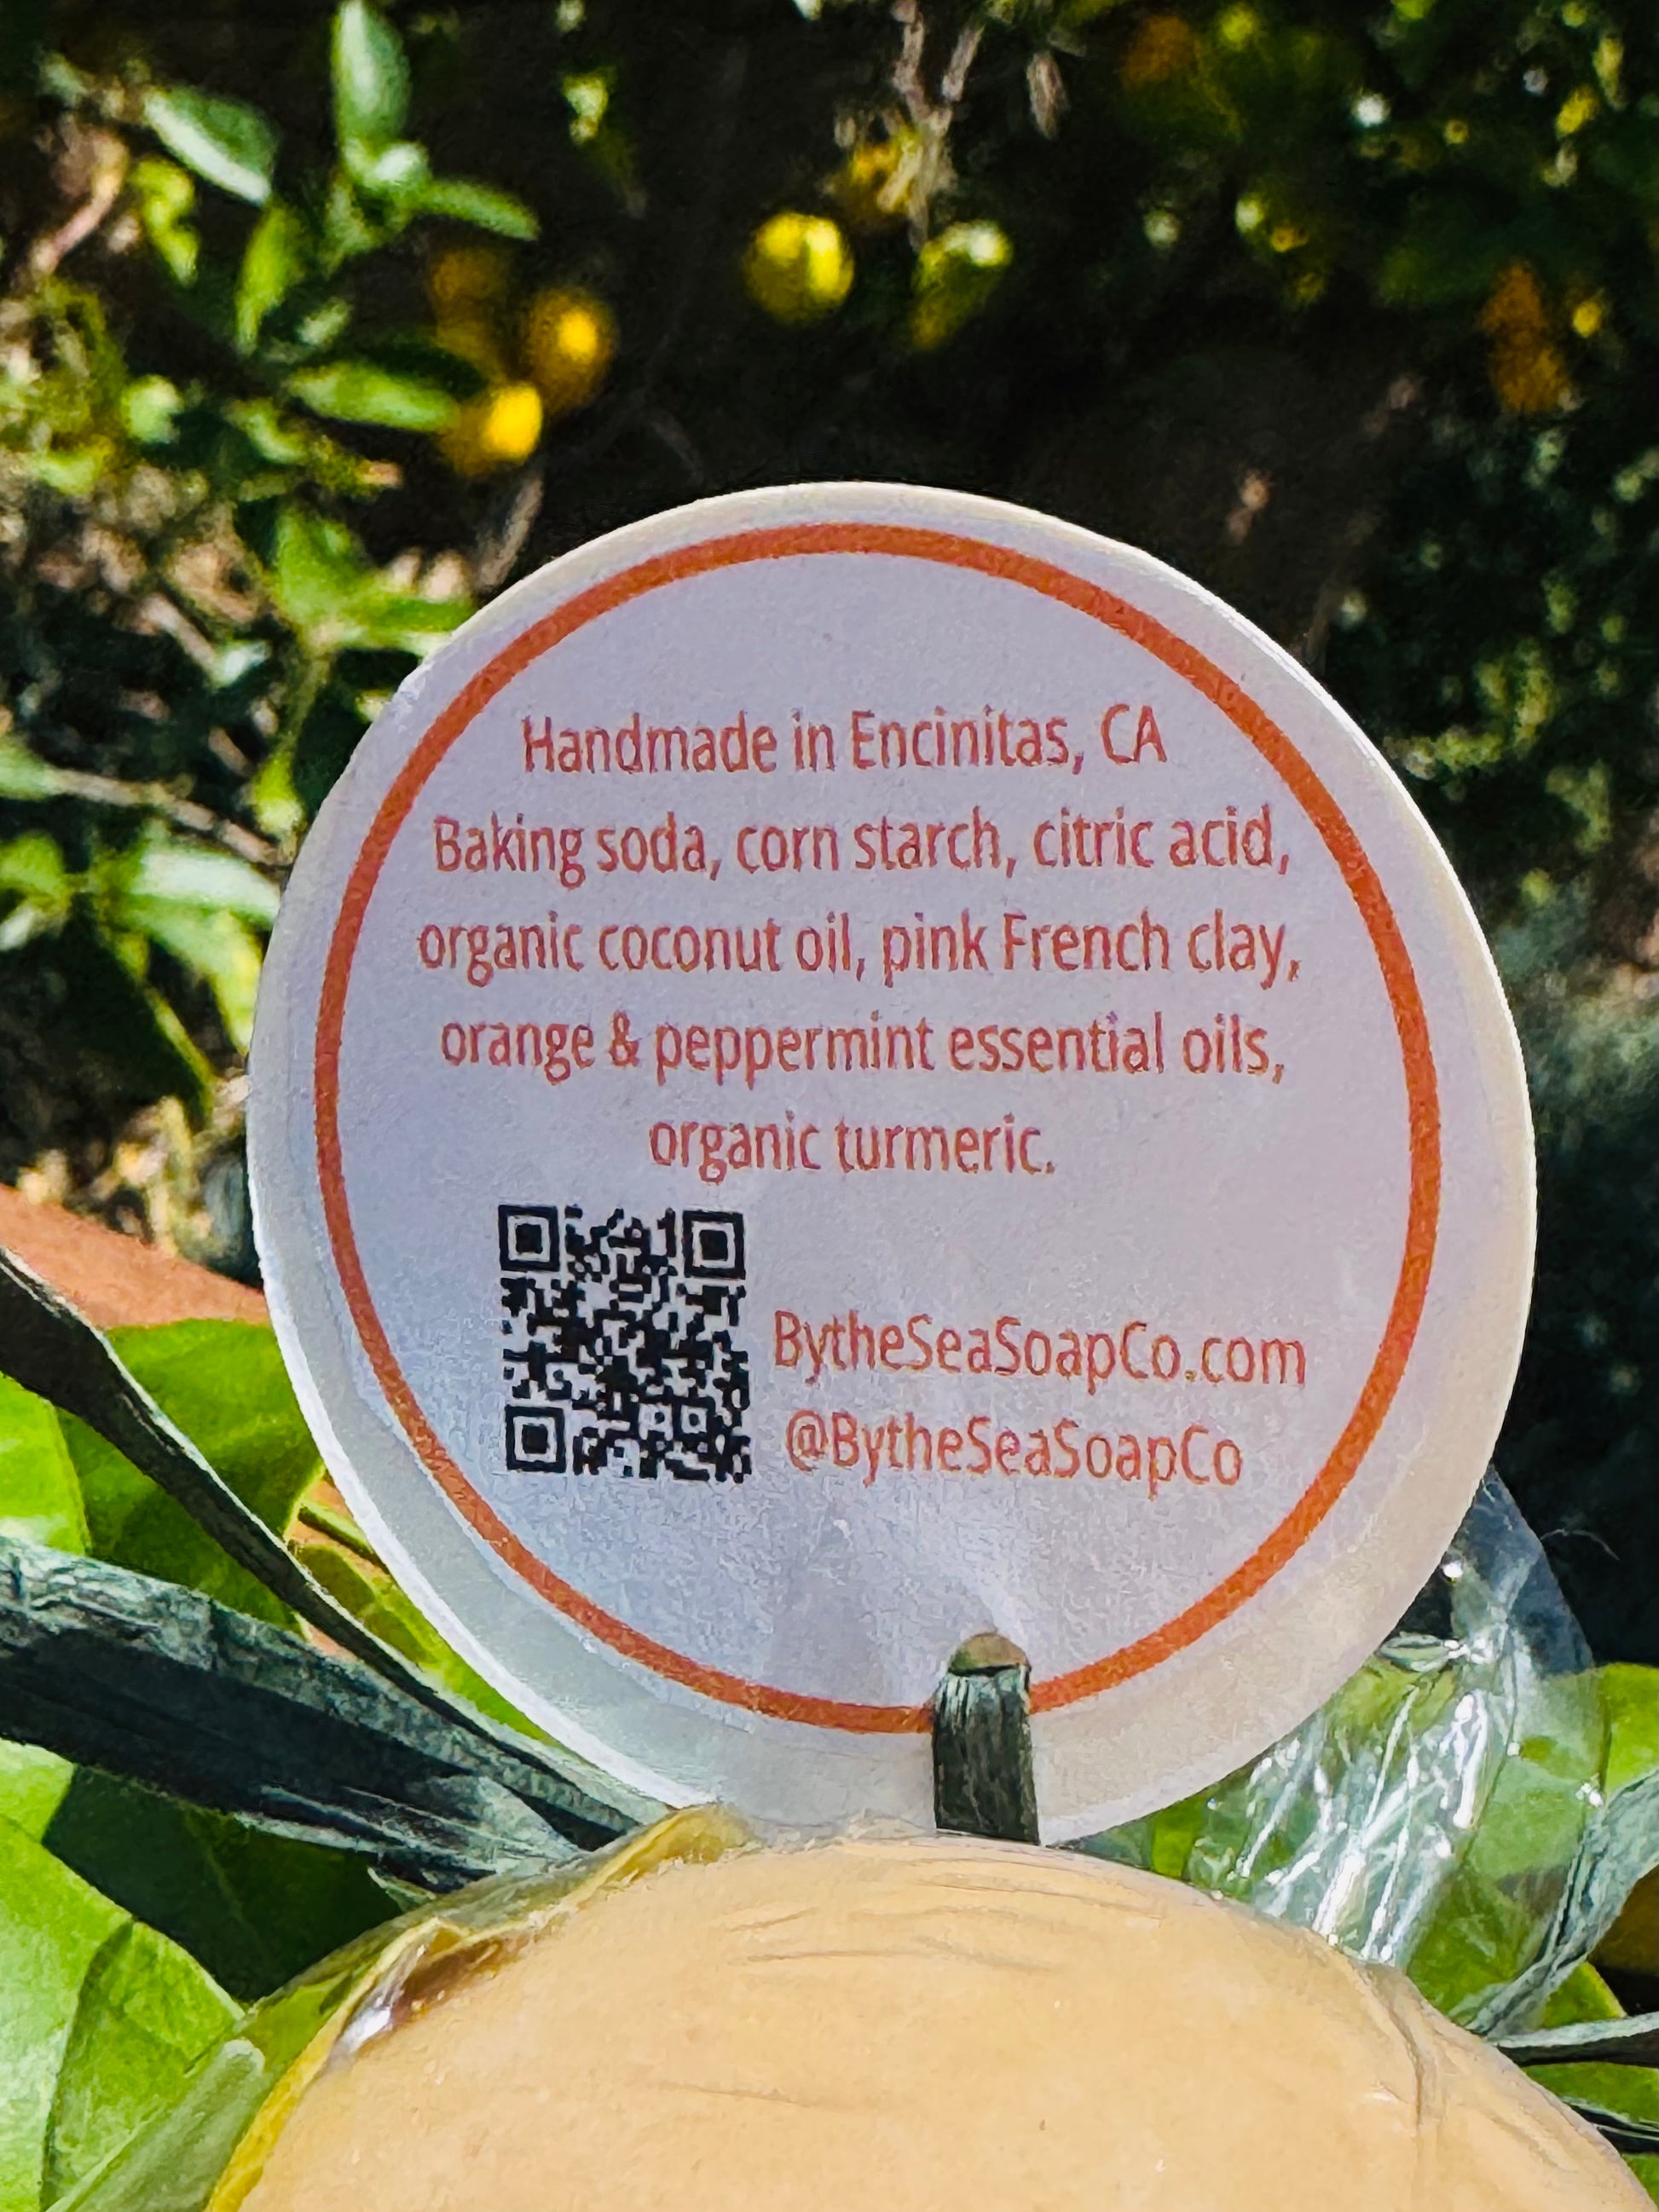 Handmade in Encinitas, CA
Baking soda, corn starch, citric acid,
organic coconut oil, pink French clay,
orange & peppermint essential oils,
organic turmeric.
BytheSeaSoapCo.com
@BytheSeaSoapCo